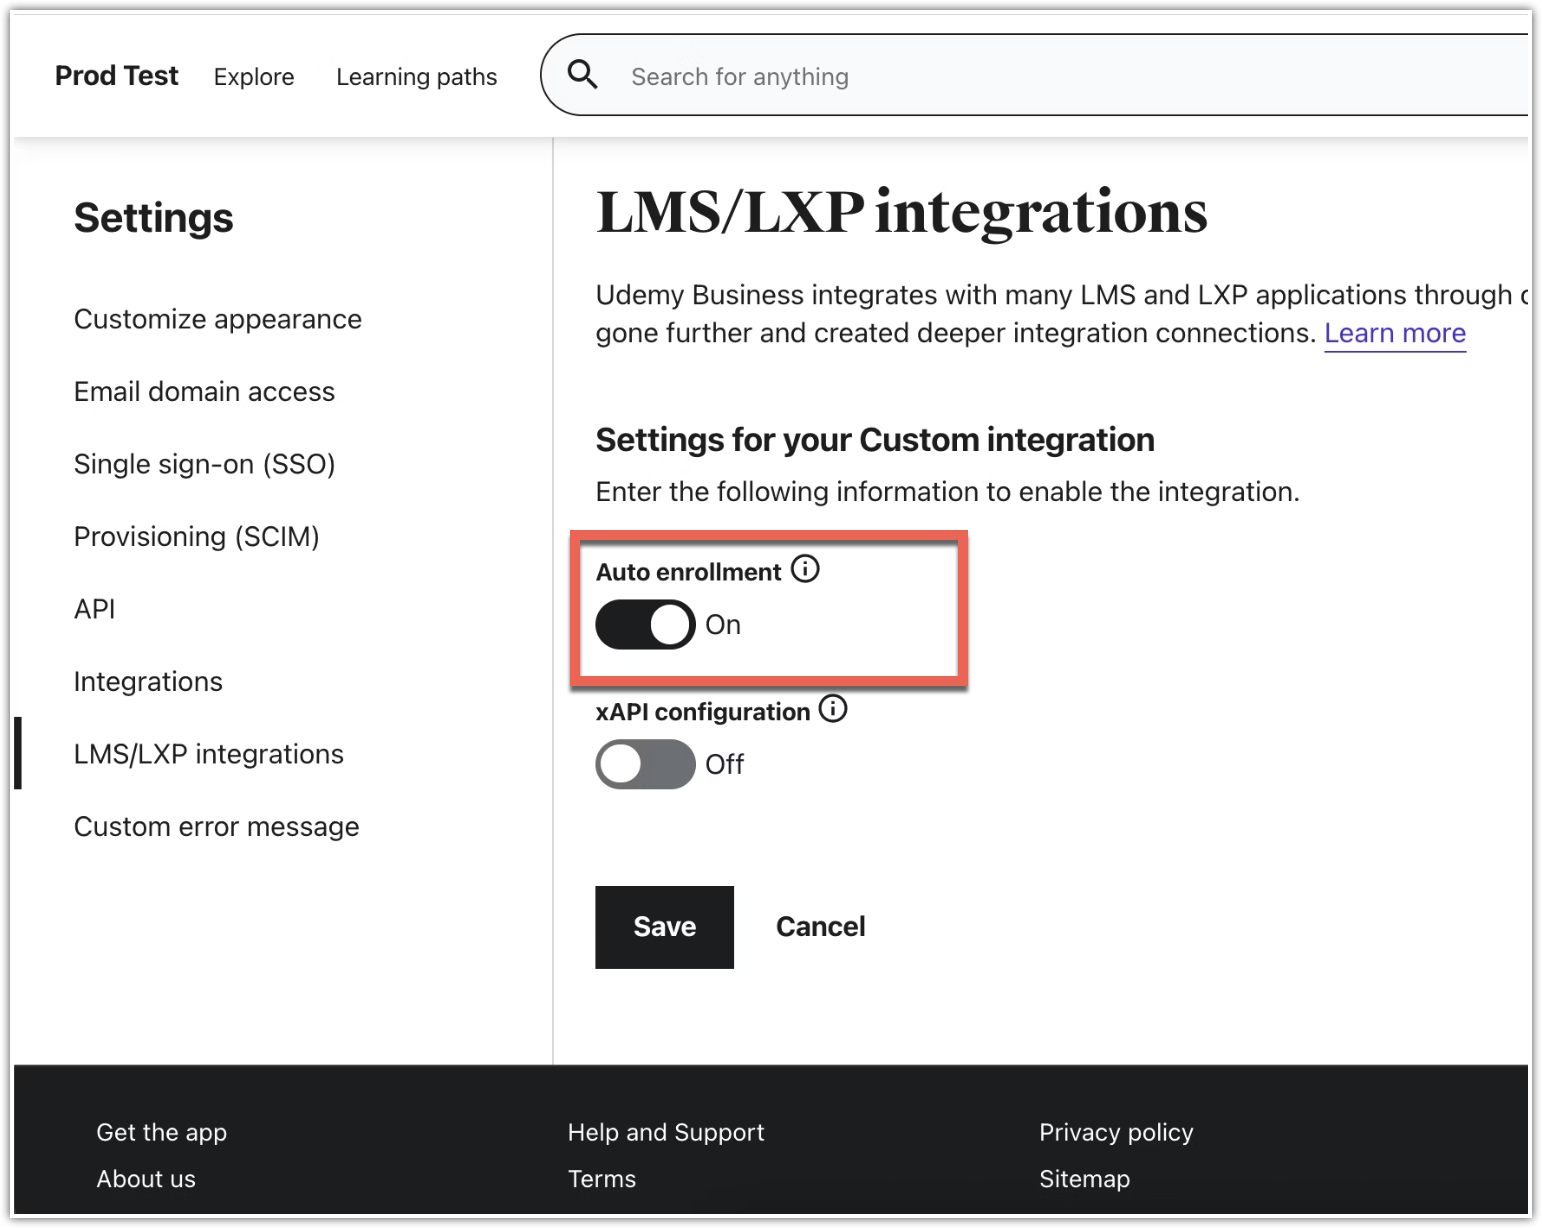 Prod Test
Explore
Learning paths
Search for anything
Settings
Customize appearance
Email domain access
Single sign-on (SSO)
Provisioning (SCIM)
API
Integrations
LMS/LXP integrations
Custom error message
LMS/LXP integrations
Udemy Business integrates with many LMS and LXP applications through
gone further and created deeper integration connections. Learn more
Settings for your Custom integration
Enter the following information to enable the integration.
Auto enrollment
On
xAPI configuration
Off
Save
Cancel
Get the app
Help and Support
Privacy policy
About us
Terms
Sitemap